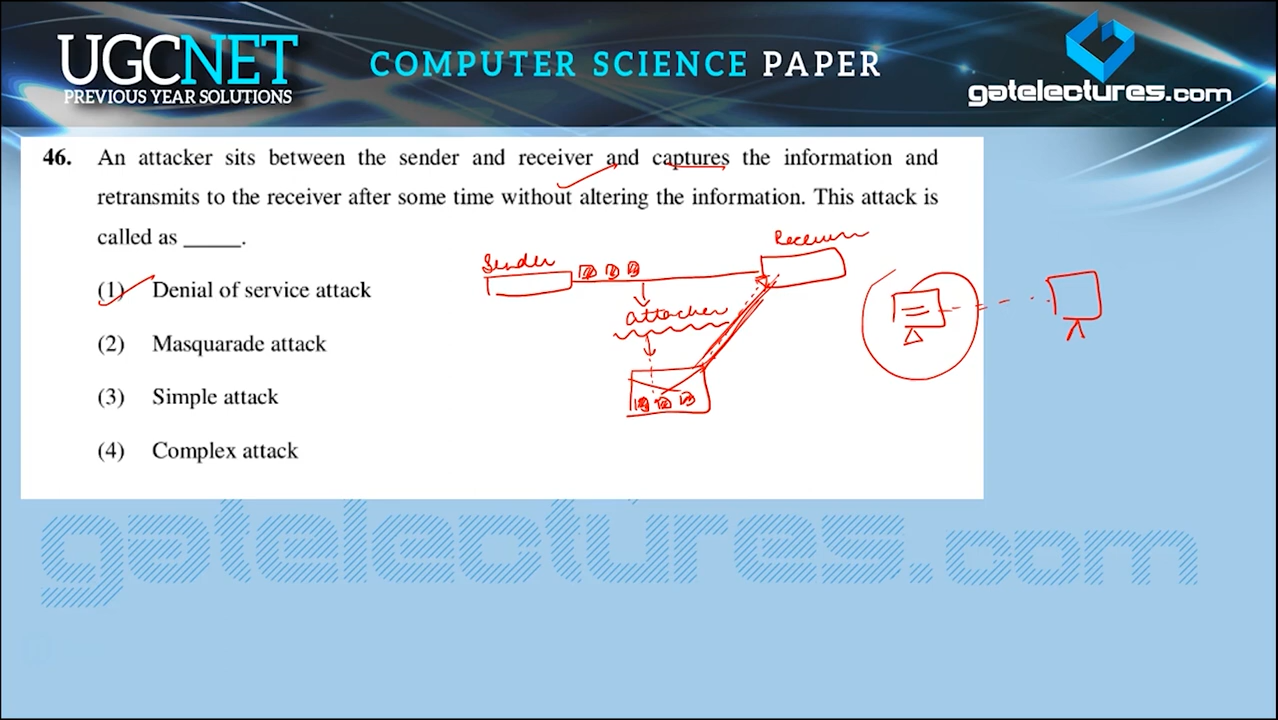 UGCNET
PREVIOUS YEAR SOLUTIONS
COMPUTER SCIENCE PAPER
gatelectures.com
46. An attacker sits between the sender and receiver and captures the information and
retransmits to the receiver after some time without altering the information. This attack is
called as _____.
Receiver
Sender
(1) Denial of service attack
attacker
(2) Masquarade attack
(3) Simple attack
(4) Complex attack
gatelectures.com